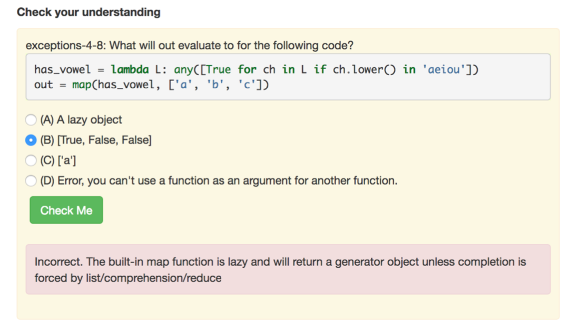 Check your understanding
exceptions-4-8: What will out evaluate to for the following code?
has_vowel = lambda L: any([True for ch in L if ch.lower() in 'aeiou'])
out = map(has_vowel, ['a', 'b', 'c'])
(A) A lazy object
(B) [True, False, False]
(C) ['a']
(D) Error, you can't use a function as an argument for another function.
Check Me
Incorrect. The built-in map function is lazy and will return a generator object unless completion is
forced by list/comprehension/reduce